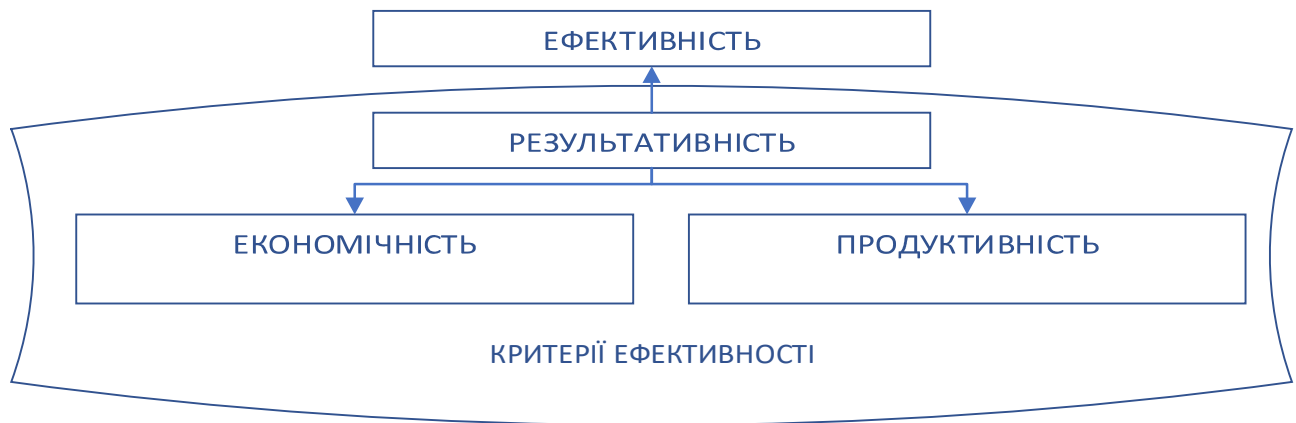 ЕФЕКТИВНІСТЬ
РЕЗУЛЬТАТИВНІСТЬ
ЕКОНОМІЧНІСТЬ
ПРОДУКТИВНІСТЬ
КРИТЕРІЇ ЕФЕКТИВНОСТІ